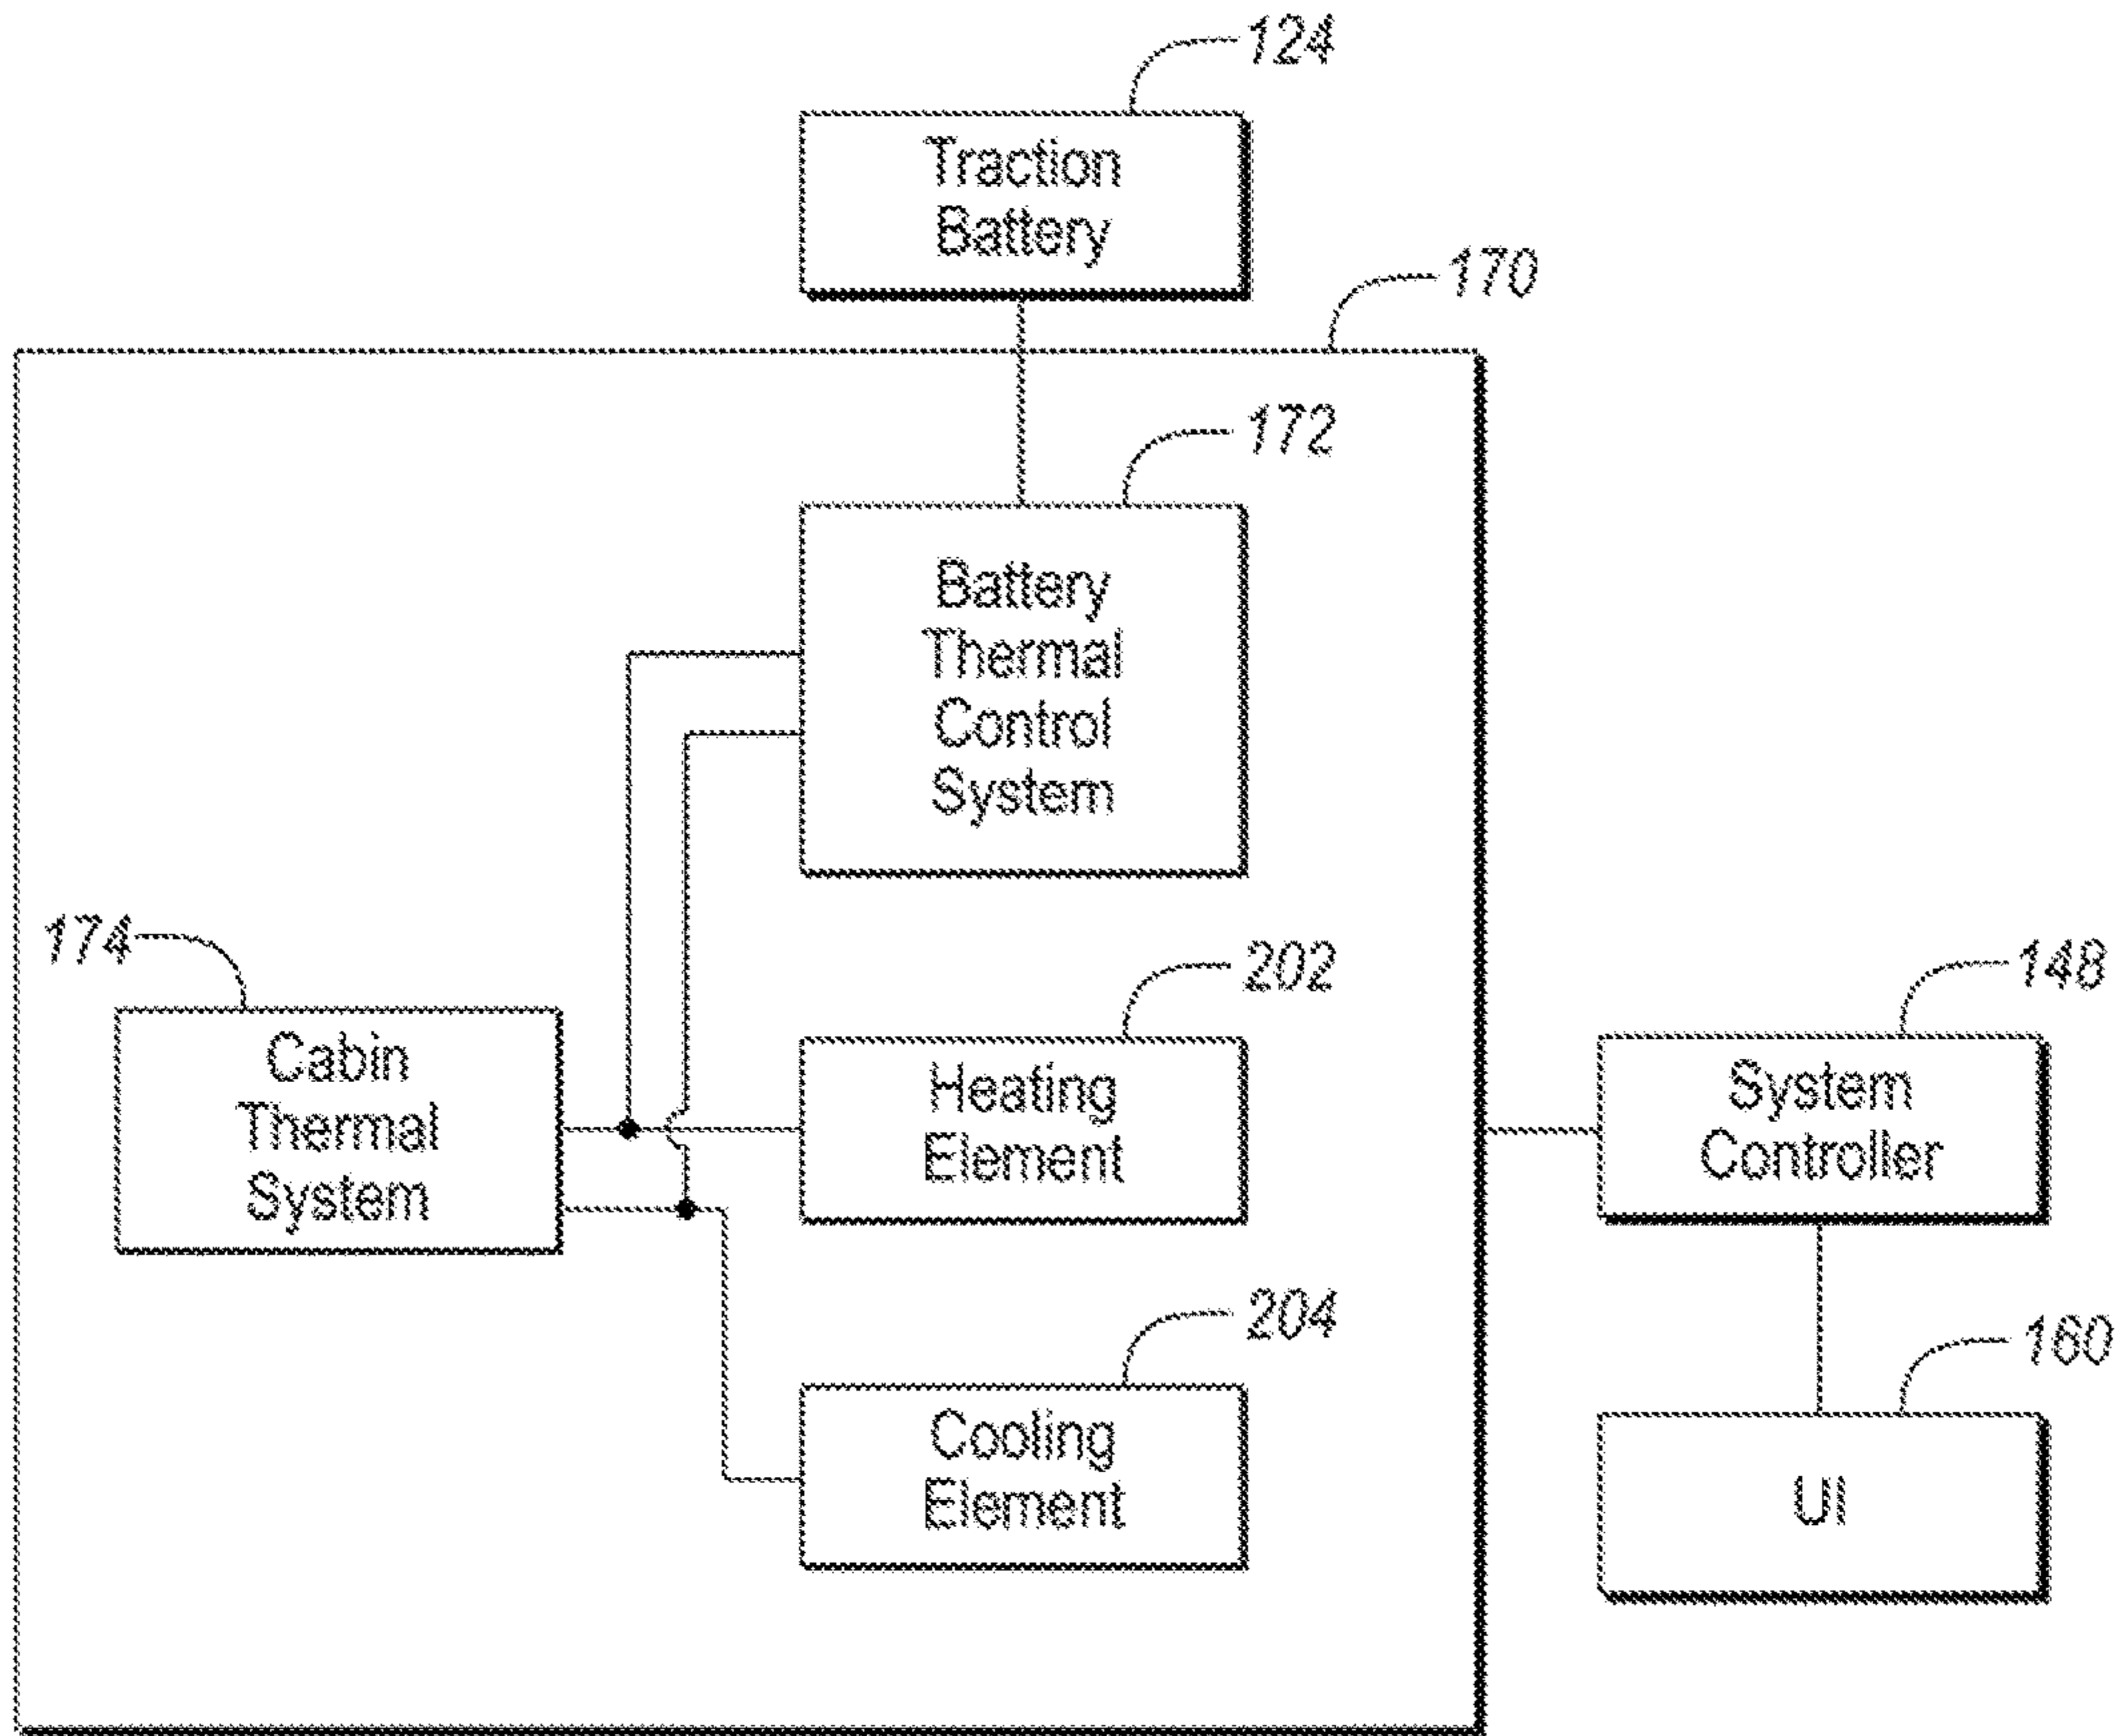 124
Traction
Battery
170
172
Battery
Thermal
Control
System
174
Cabin
Thermal
System
202
Heating
Element
148
System
Controller
204
Cooling
Element
160
UI